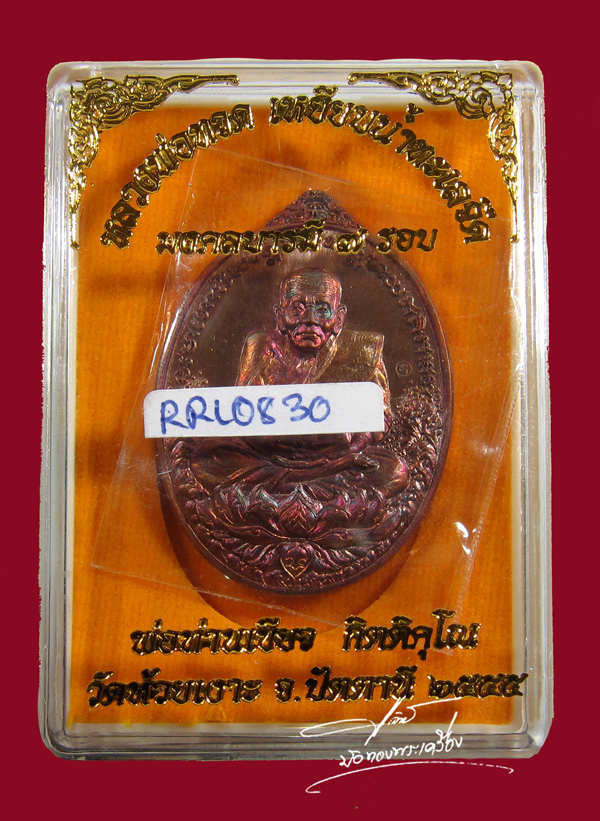 หลวงพ่อทวด เหยียบน้ำทะเลจืด
มงคลบารมี ๗ รอบ
RRL0830
พ่อท่านเขียว กิตติคุโณ
วัดห้วยเงาะ จ.ปัตตานี ๒๕๕๕